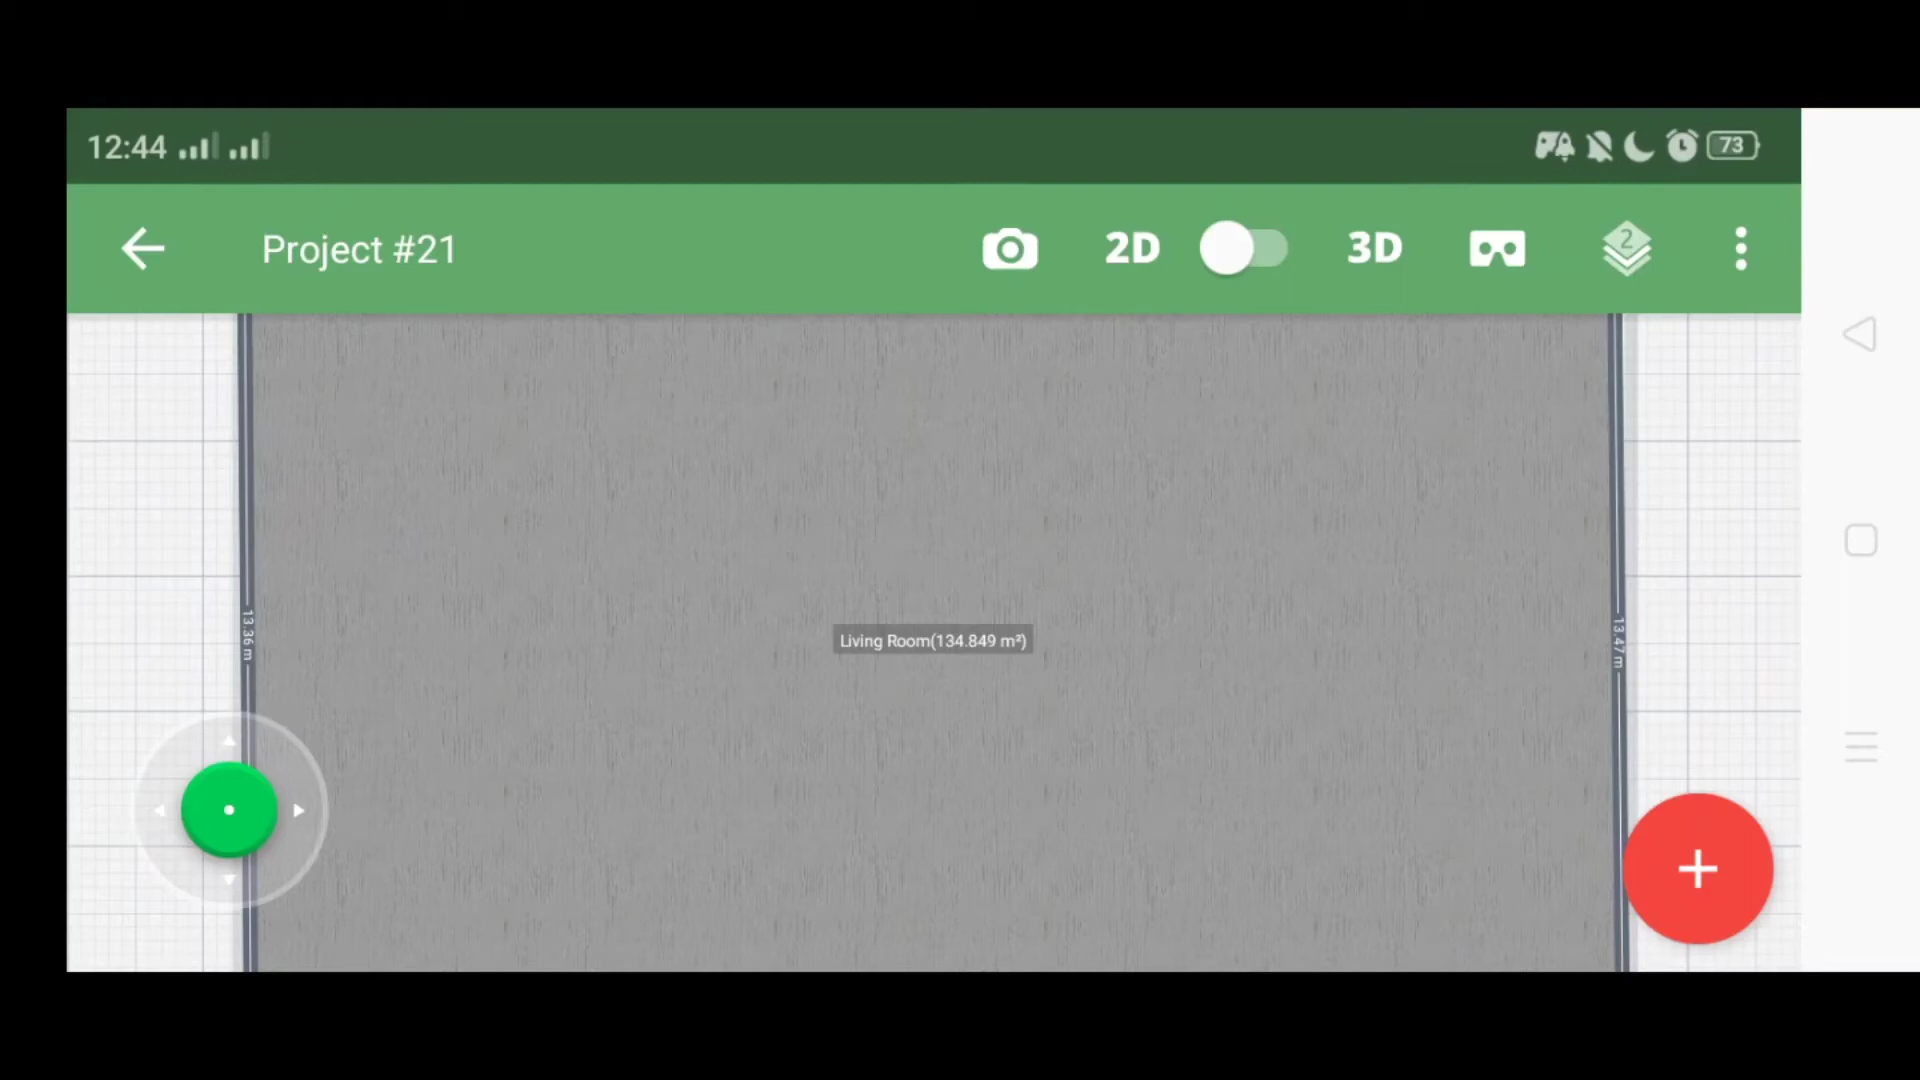 12:44
73
Project #21
2D
3D
2
13.36 m
Living Room(134.849 m²)
13.47 m